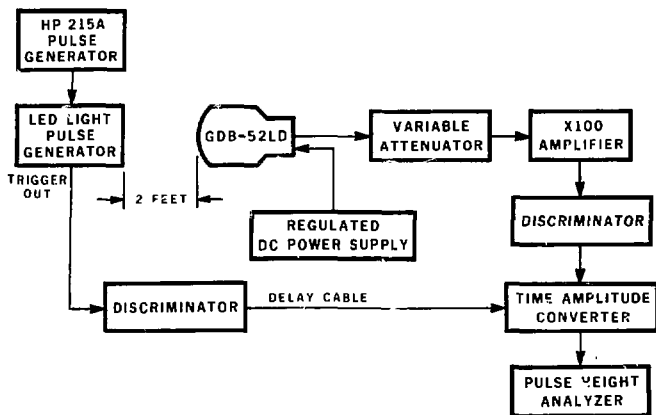 HP 215A
PULSE
GENERATOR
LED LIGHT
PULSE
GENERATOR
TRIGGER
OUT
2 FEET
GDB-52LD
VARIABLE
ATTENUATOR
X100
AMPLIFIER
REGULATED
DC POWER SUPPLY
DISCRIMINATOR
DISCRIMINATOR
DELAY CABLE
TIME AMPLITUDE
CONVERTER
PULSE HEIGHT
ANALYZER